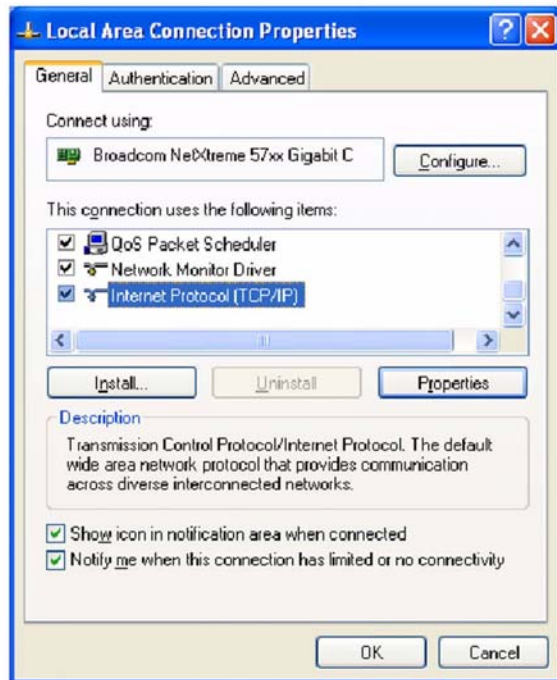 Local Area Connection Properties
General Authentication Advanced
Connect using:
Broadcom NetXtreme 57xx Gigabit C
Configure...
This connection uses the following items:
QoS Packet Scheduler
Network Monitor Driver
Internet Protocol (TCP/IP)
Install... Uninstall Properties
Description
Transmission Control Protocol/Internet Protocol. The default
wide area network protocol that provides communication
across diverse interconnected networks.
Show icon in notification area when connected
Notify me when this connection has limited or no connectivity
OK Cancel